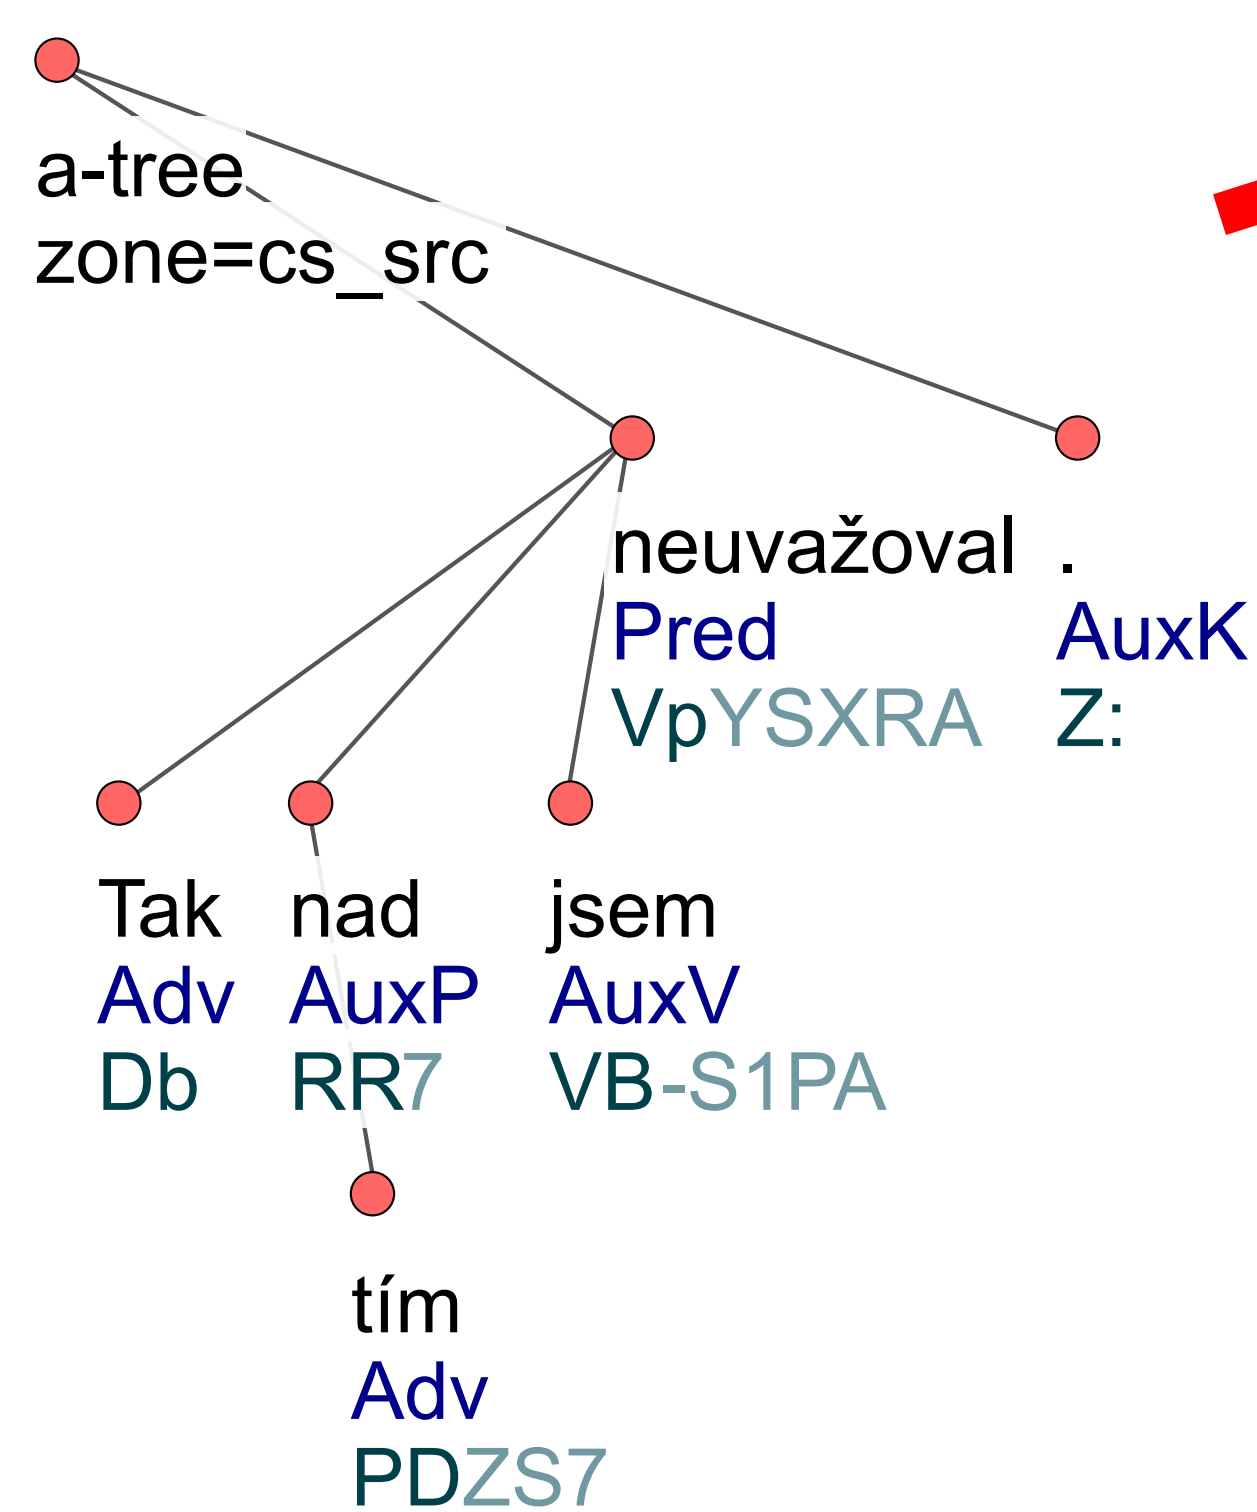 a-tree
zone=cs_src
neuvažoval .
Pred AuxK
VpYSXRA Z:
Tak nad jsem
Adv AuxP AuxV
Db RR7 VB-S1PA
tím
Adv
PDZS7